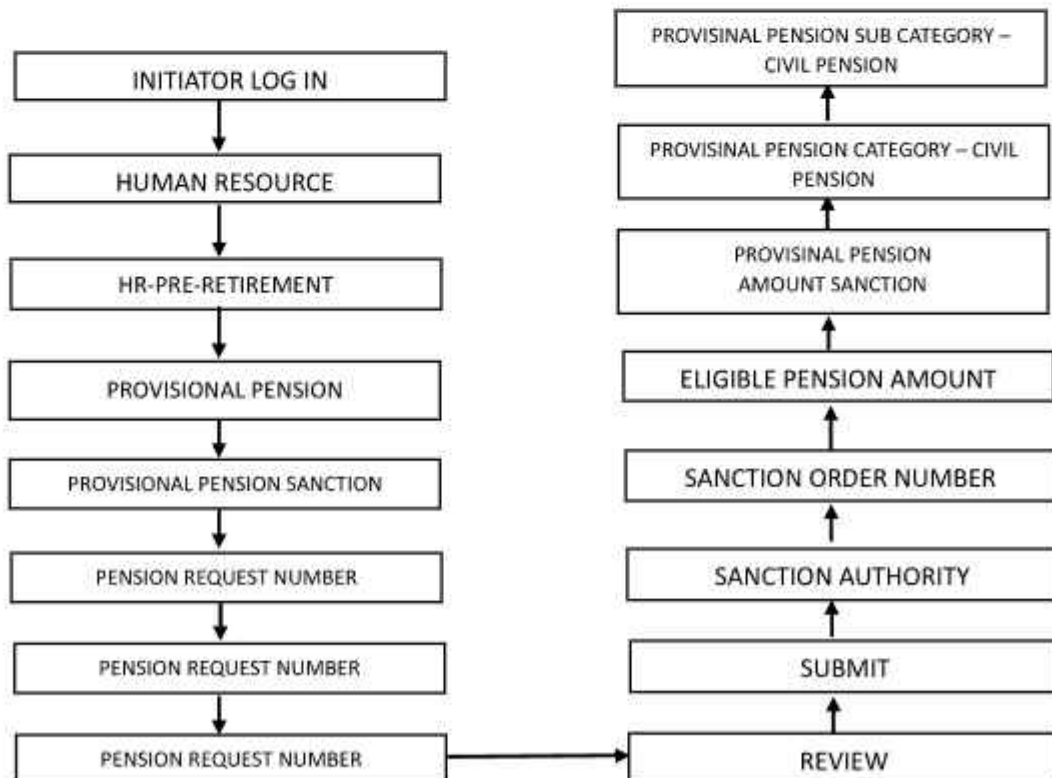 INITIATOR LOG IN
HUMAN RESOURCE
HR-PRE-RETIREMENT
PROVISIONAL PENSION
PROVISIONAL PENSION SANCTION
PENSION REQUEST NUMBER
PENSION REQUEST NUMBER
PENSION REQUEST NUMBER
REVIEW
SUBMIT
SANCTION AUTHORITY
SANCTION ORDER NUMBER
ELIGIBLE PENSION AMOUNT
PROVISINAL PENSION
AMOUNT SANCTION
PROVISINAL PENSION CATEGORY – CIVIL
PENSION
PROVISINAL PENSION SUB CATEGORY –
CIVIL PENSION